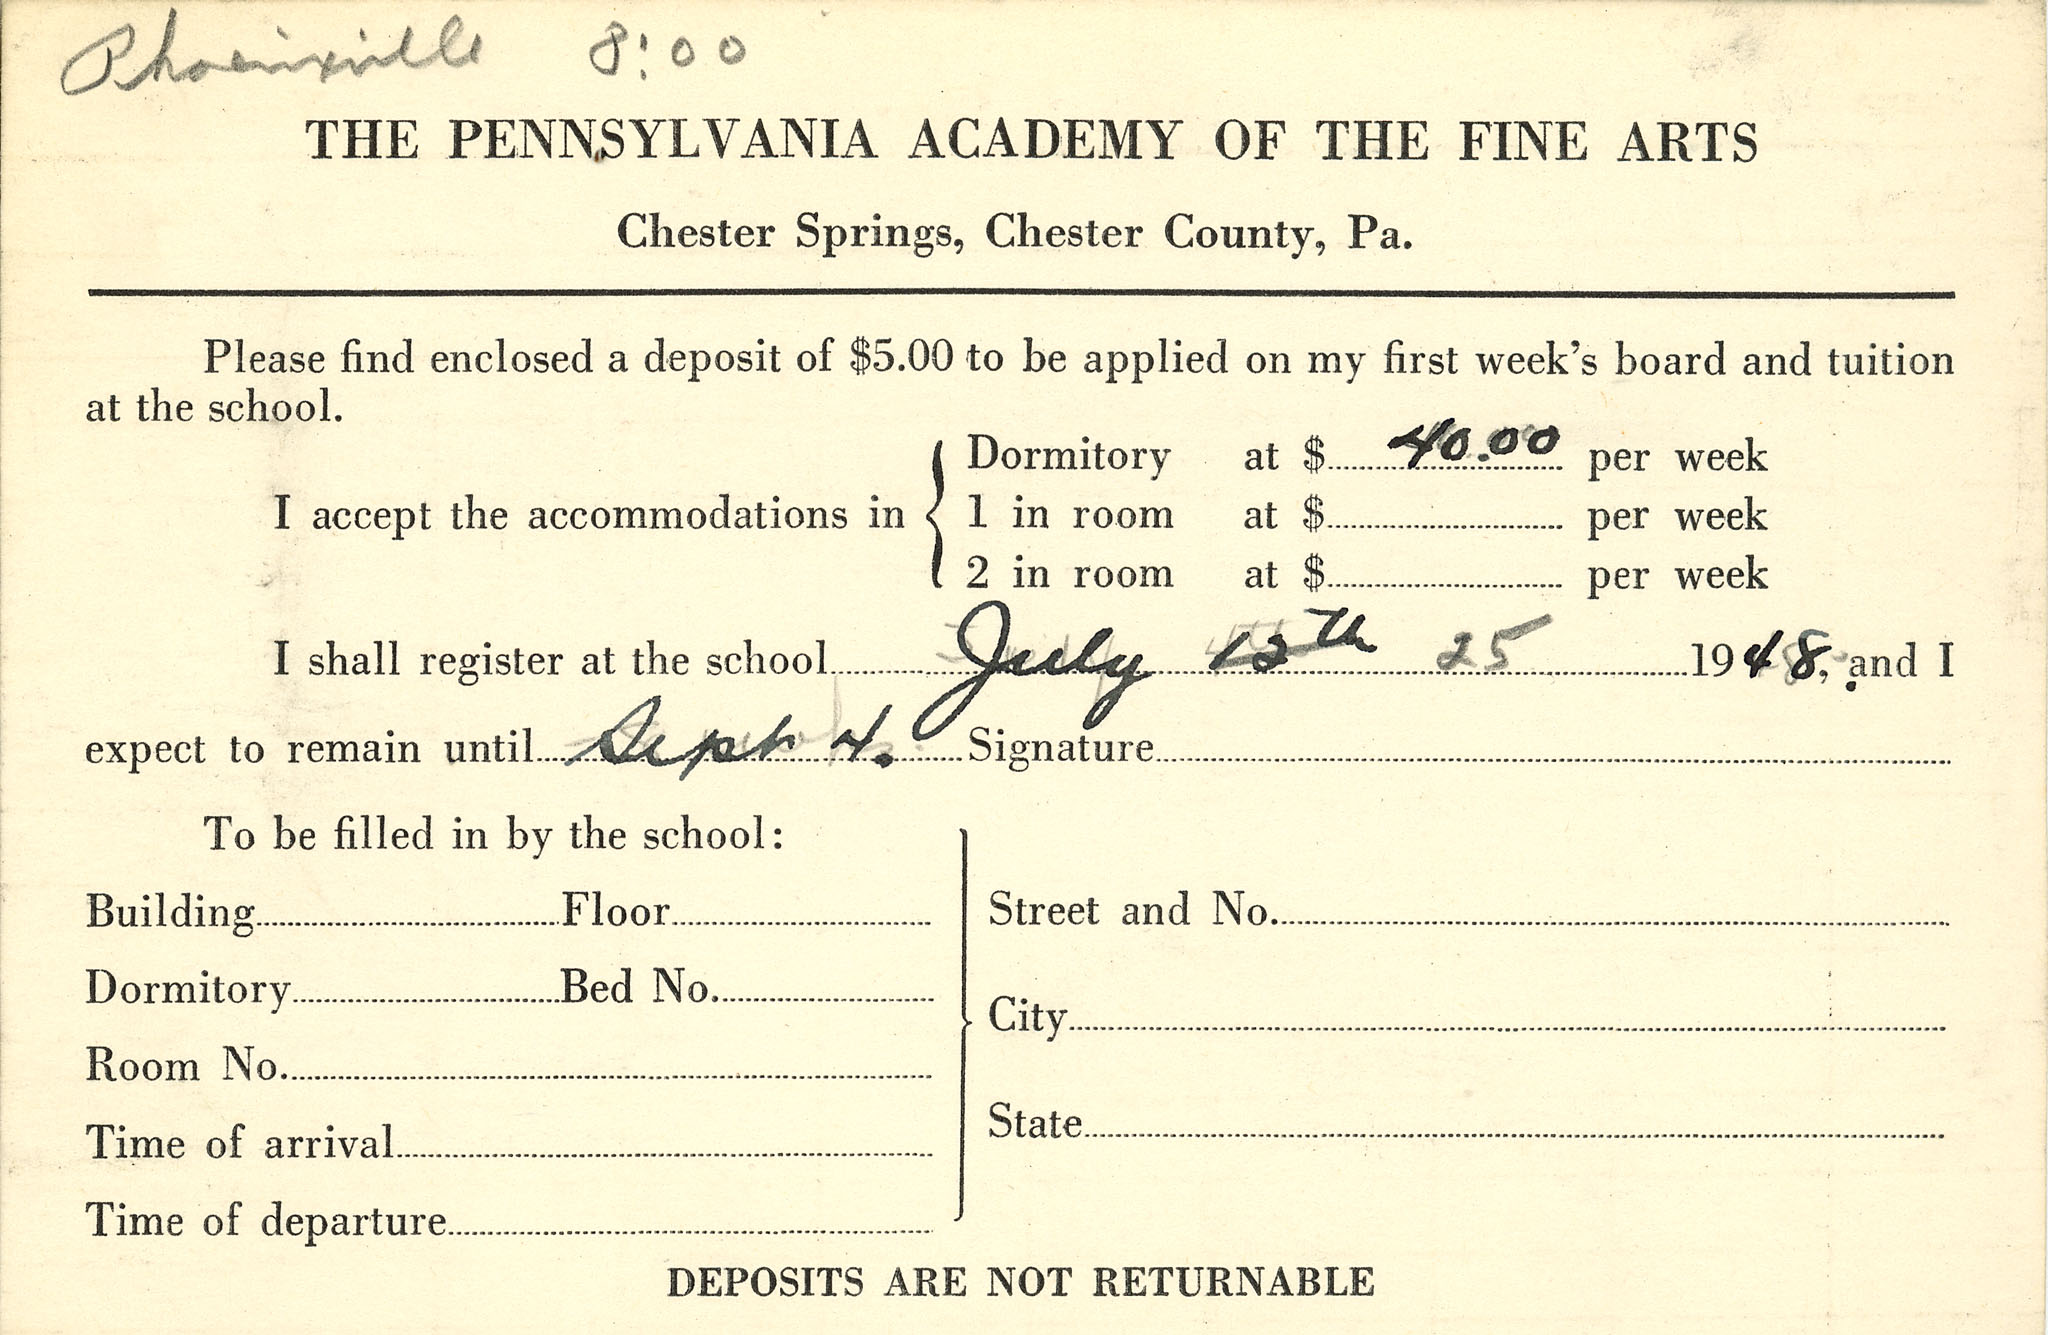 Phoenixville 8:00
THE PENNSYLVANIA ACADEMY OF THE FINE ARTS
Chester Springs, Chester County, Pa.
Please find enclosed a deposit of $5.00 to be applied on my first week's board and tuition
at the school.
I accept the accommodations in
Dormitory at $ 40.00 per week
1 in room at $ per week
2 in room at $ per week
I shall register at the school July 12th 25 1948, and I
expect to remain until Sept 4. Signature
To be filled in by the school:
Building Floor
Dormitory Bed No.
Room No.
Time of arrival
Time of departure
Street and No.
City
State
DEPOSITS ARE NOT RETURNABLE